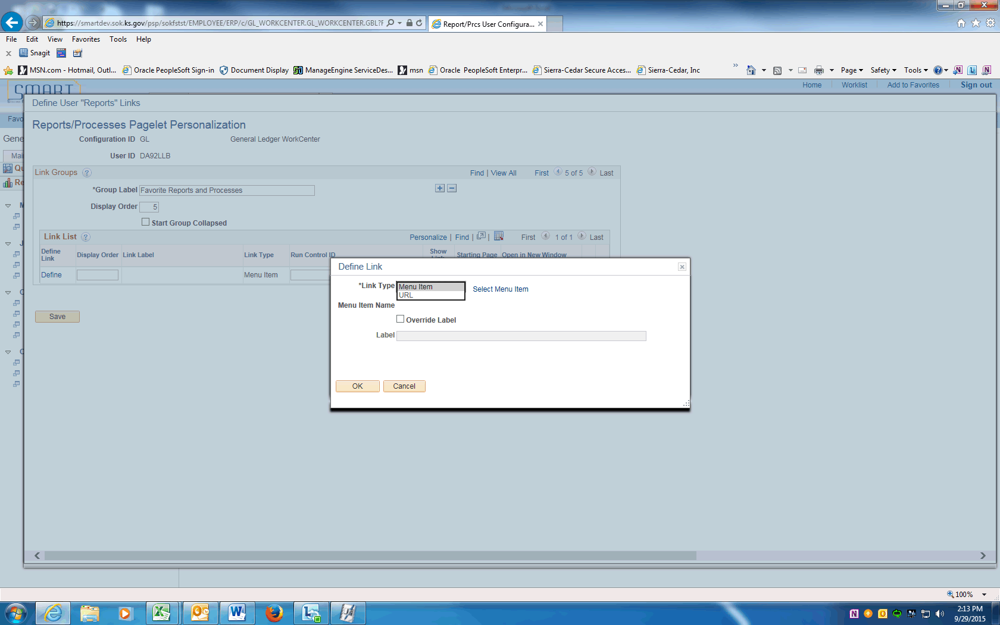 https://smartdev.sok.ks.gov/psp/sokfstst/EMPLOYEE/ERP/c/GL_WORKCENTER.GL_WORKCENTER.GBL?F
Report/Prcs User Configura...
File Edit View Favorites Tools Help
x Snagit
MSN.com - Hotmail, Outl... Oracle PeopleSoft Sign-in Document Display ManageEngine ServiceDes... msn Oracle PeopleSoft Enterpr... Sierra-Cedar Secure Acces... Sierra-Cedar, Inc » Page Safety Tools
SMART Home Worklist Add to Favorites Sign out
Define User "Reports" Links
Favo
Reports/Processes Pagelet Personalization
Gene
Configuration ID GL General Ledger WorkCenter
Mai
User ID DA92LLB
Qu
Link Groups ? Find | View All First 5 of 5 Last
Re
*Group Label Favorite Reports and Processes + −
M
Display Order 5
Start Group Collapsed
Link List ? Personalize | Find | | First 1 of 1 Last
J
Define Link Display Order Link Label Link Type Run Control ID Show Link Starting Page Open in New Window
Define Menu Item
Define Link
*Link Type Menu Item Select Menu Item
URL
Menu Item Name
Override Label
Label
Save
OK Cancel
100%
2:13 PM
9/29/2015